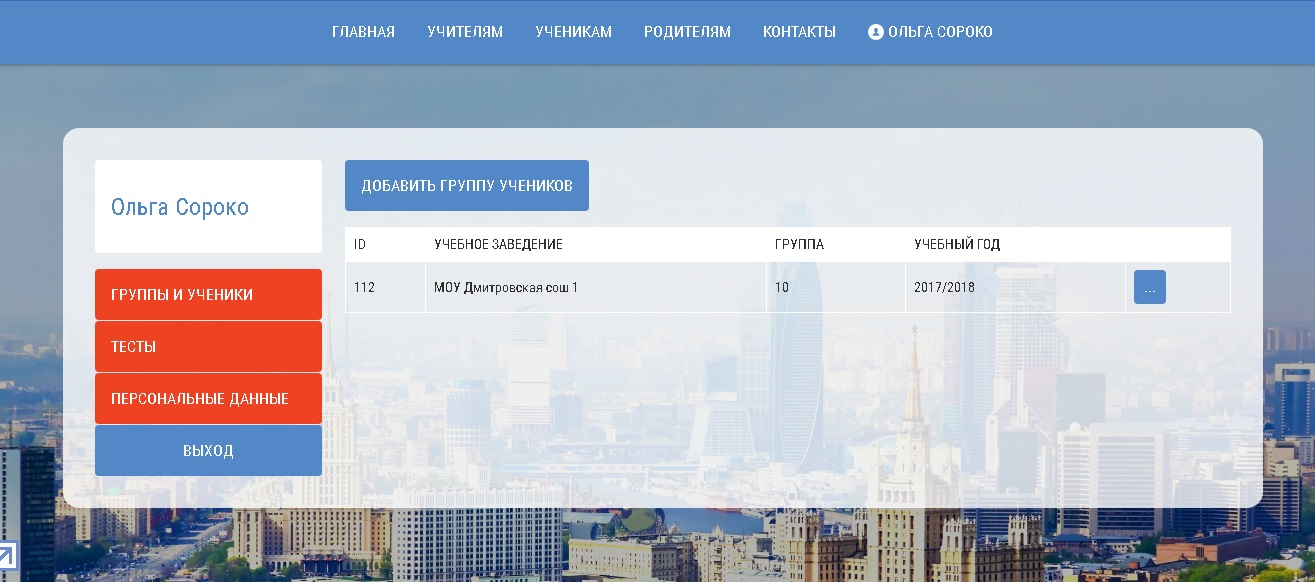 ГЛАВНАЯ УЧИТЕЛЯМ УЧЕНИКАМ РОДИТЕЛЯМ КОНТАКТЫ ОЛЬГА СОРОКО
Ольга Сороко
ГРУППЫ И УЧЕНИКИ
ТЕСТЫ
ПЕРСОНАЛЬНЫЕ ДАННЫЕ
ВЫХОД
ДОБАВИТЬ ГРУППУ УЧЕНИКОВ
ID УЧЕБНОЕ ЗАВЕДЕНИЕ ГРУППА УЧЕБНЫЙ ГОД
112 МОУ Дмитровская сош 1 10 2017/2018 ...